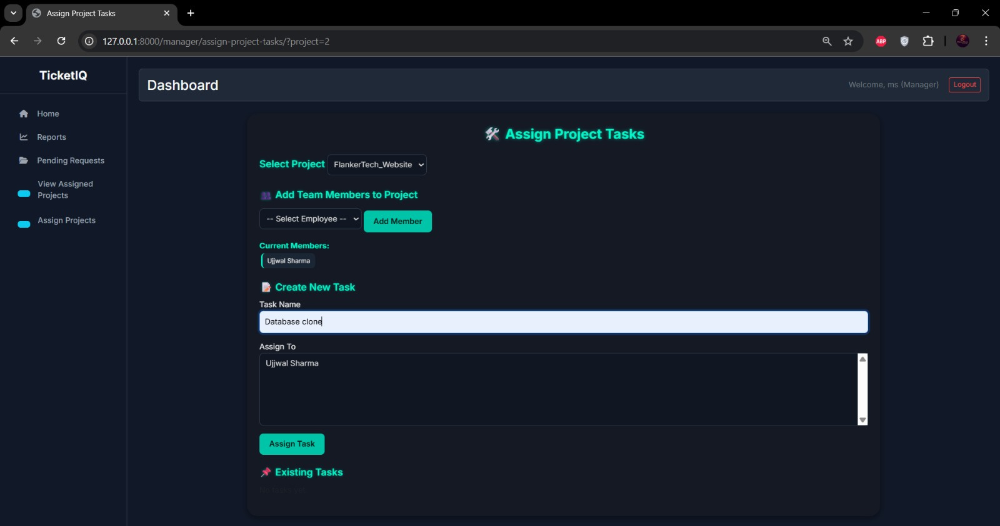 Assign Project Tasks
127.0.0.1:8000/manager/assign-project-tasks/?project=2
ABP
TicketIQ
Dashboard
Welcome, ms (Manager)
Logout
Home
Reports
Pending Requests
View Assigned
Projects
Assign Projects
Assign Project Tasks
Select Project
FlankerTech_Website
Add Team Members to Project
-- Select Employee --
Add Member
Current Members:
Ujjwal Sharma
Create New Task
Task Name
Database clone
Assign To
Ujjwal Sharma
Assign Task
Existing Tasks
No tasks yet